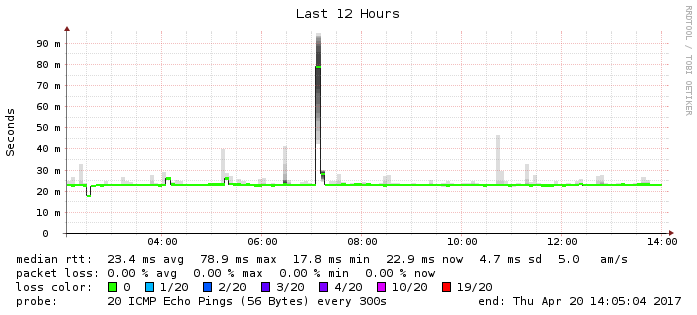 Last 12 Hours
RRDTOOL / TOBI OETIKER
Seconds
90 m
80 m
70 m
60 m
50 m
40 m
30 m
20 m
10 m
0
04:00 06:00 08:00 10:00 12:00 14:00
median rtt: 23.4 ms avg 78.9 ms max 17.8 ms min 22.9 ms now 4.7 ms sd 5.0 am/s
packet loss: 0.00 % avg 0.00 % max 0.00 % min 0.00 % now
loss color: 0 1/20 2/20 3/20 4/20 10/20 19/20
probe: 20 ICMP Echo Pings (56 Bytes) every 300s end: Thu Apr 20 14:05:04 2017